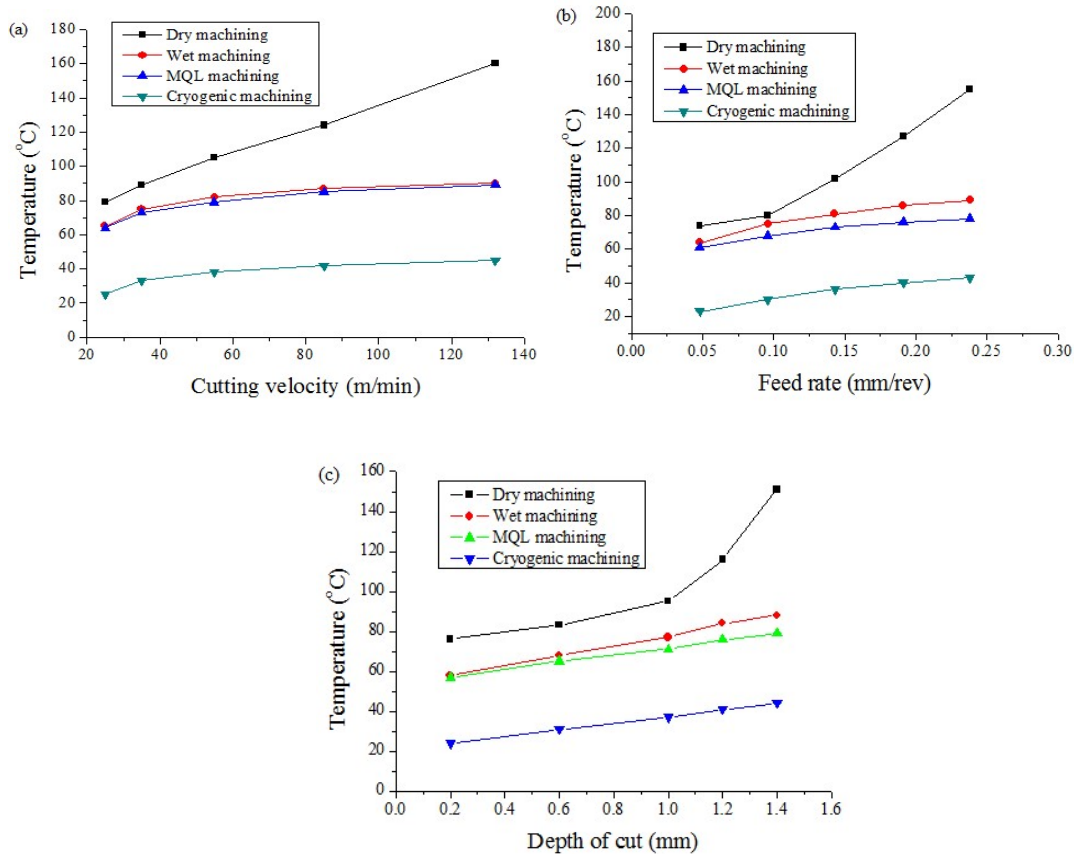 (a)
Dry machining
Wet machining
MQL machining
Cryogenic machining
Temperature (°C)
180
160
140
120
100
80
60
40
20
0
20 40 60 80 100 120 140
Cutting velocity (m/min)
(b)
Dry machining
Wet machining
MQL machining
Cryogenic machining
Temperature (°C)
200
180
160
140
120
100
80
60
40
20
0.00 0.05 0.10 0.15 0.20 0.25 0.30
Feed rate (mm/rev)
(c)
Dry machining
Wet machining
MQL machining
Cryogenic machining
Temperature (°C)
160
140
120
100
80
60
40
20
0
0.0 0.2 0.4 0.6 0.8 1.0 1.2 1.4 1.6
Depth of cut (mm)